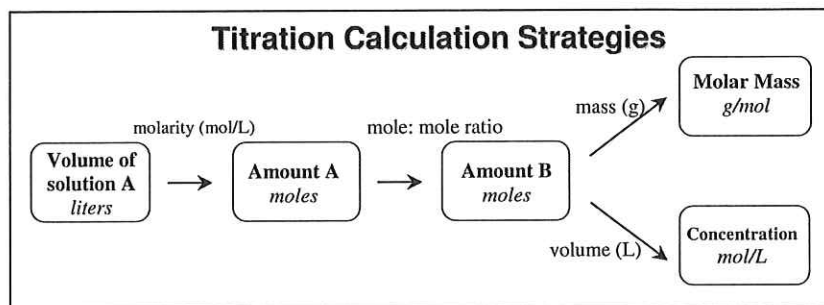 Titration Calculation Strategies
Molar Mass
g/mol
mass (g)
molarity (mol/L)
mole: mole ratio
Volume of
solution A
liters
Amount A
moles
Amount B
moles
volume (L)
Concentration
mol/L